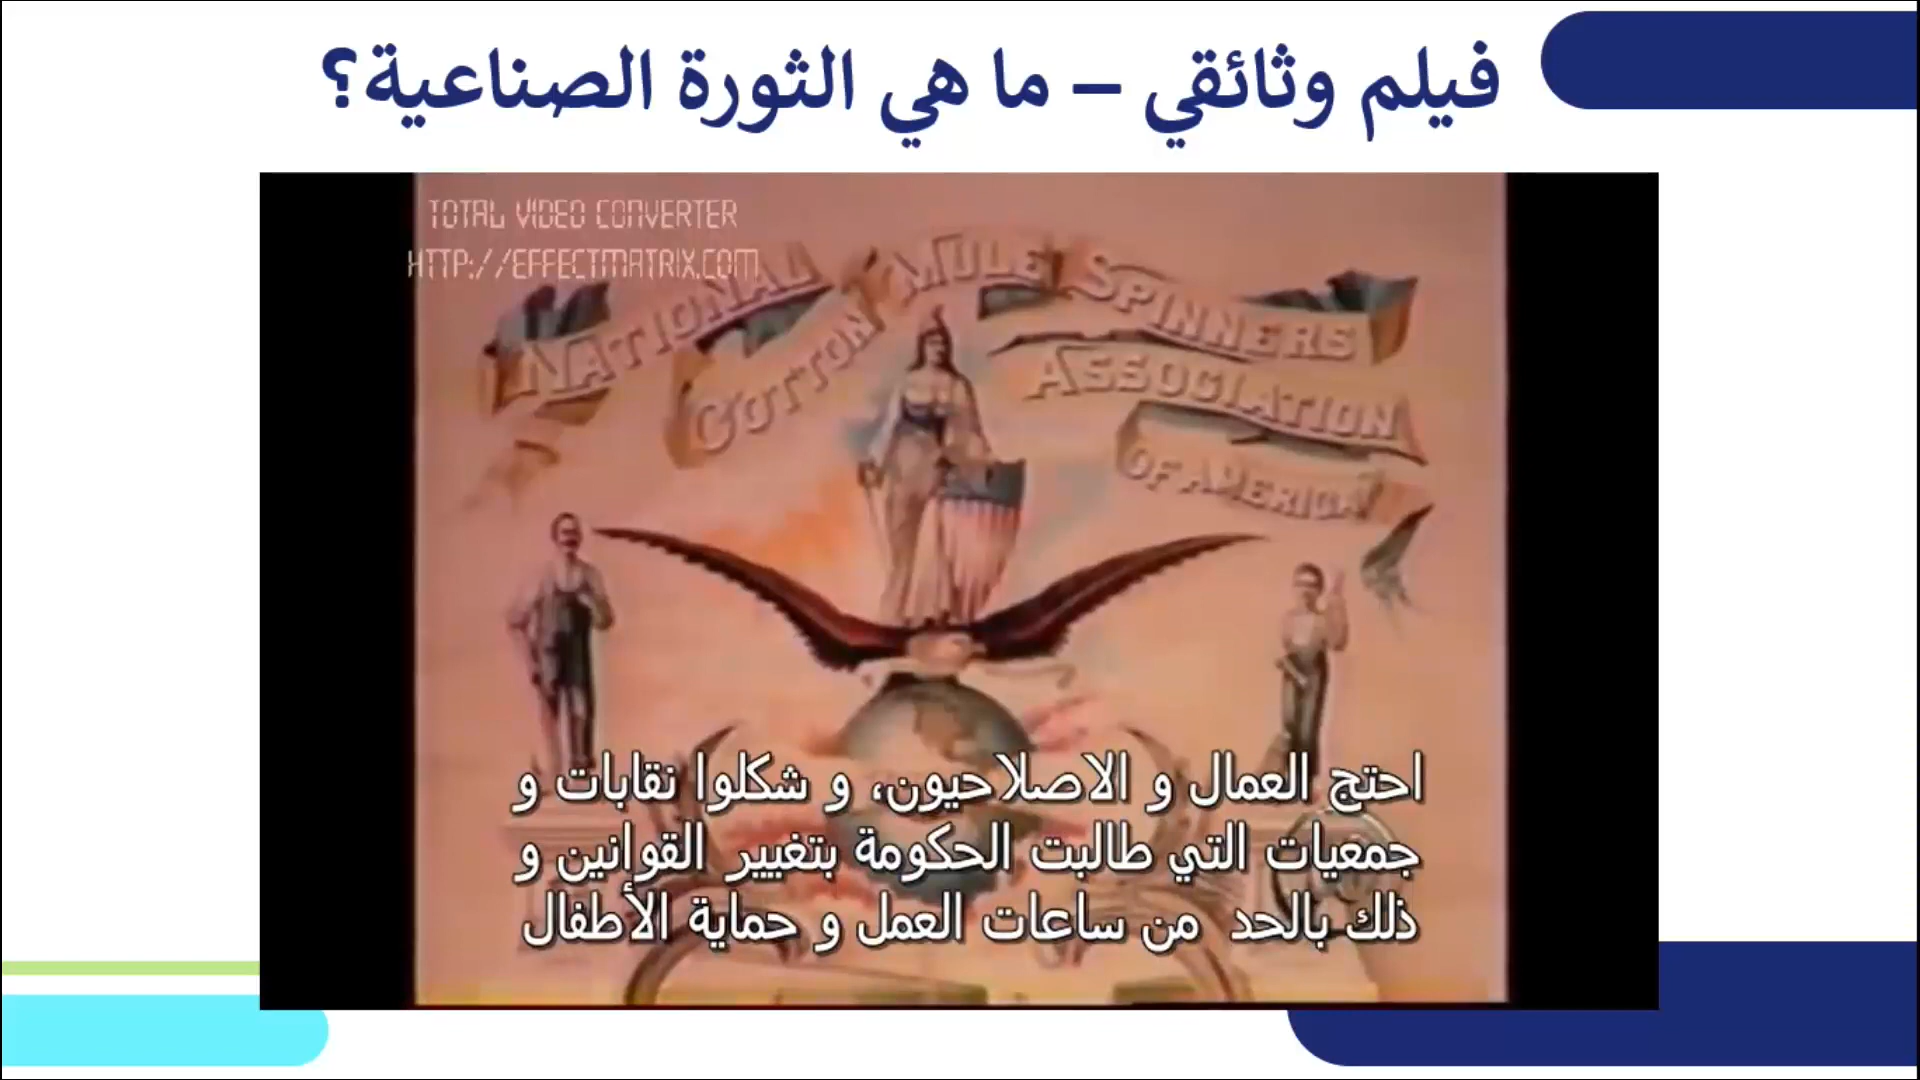 فيلم وثائقي – ما هي الثورة الصناعية؟
TOTAL VIDEO CONVERTER
HTTP://EFFECTMATRIX.COM
NATIONAL
COTTON MULE SPINNERS
ASSOCIATION
OF AMERICA
احتج العمال و الاصلاحيون، و شكلوا نقابات و
جمعيات التي طالبت الحكومة بتغيير القوانين و
ذلك بالحد من ساعات العمل و حماية الأطفال